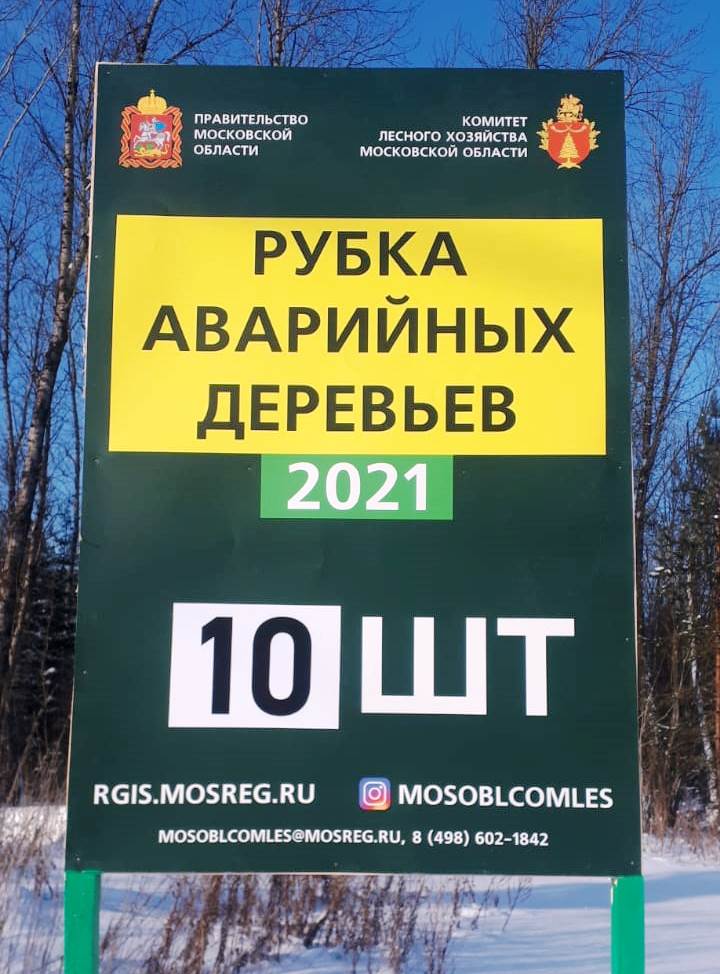 ПРАВИТЕЛЬСТВО
МОСКОВСКОЙ
ОБЛАСТИ
КОМИТЕТ
ЛЕСНОГО ХОЗЯЙСТВА
МОСКОВСКОЙ ОБЛАСТИ
РУБКА
АВАРИЙНЫХ
ДЕРЕВЬЕВ
2021
10 ШТ
RGIS.MOSREG.RU MOSOBLCOMLES
MOSOBLCOMLES@MOSREG.RU, 8 (498) 602-1842